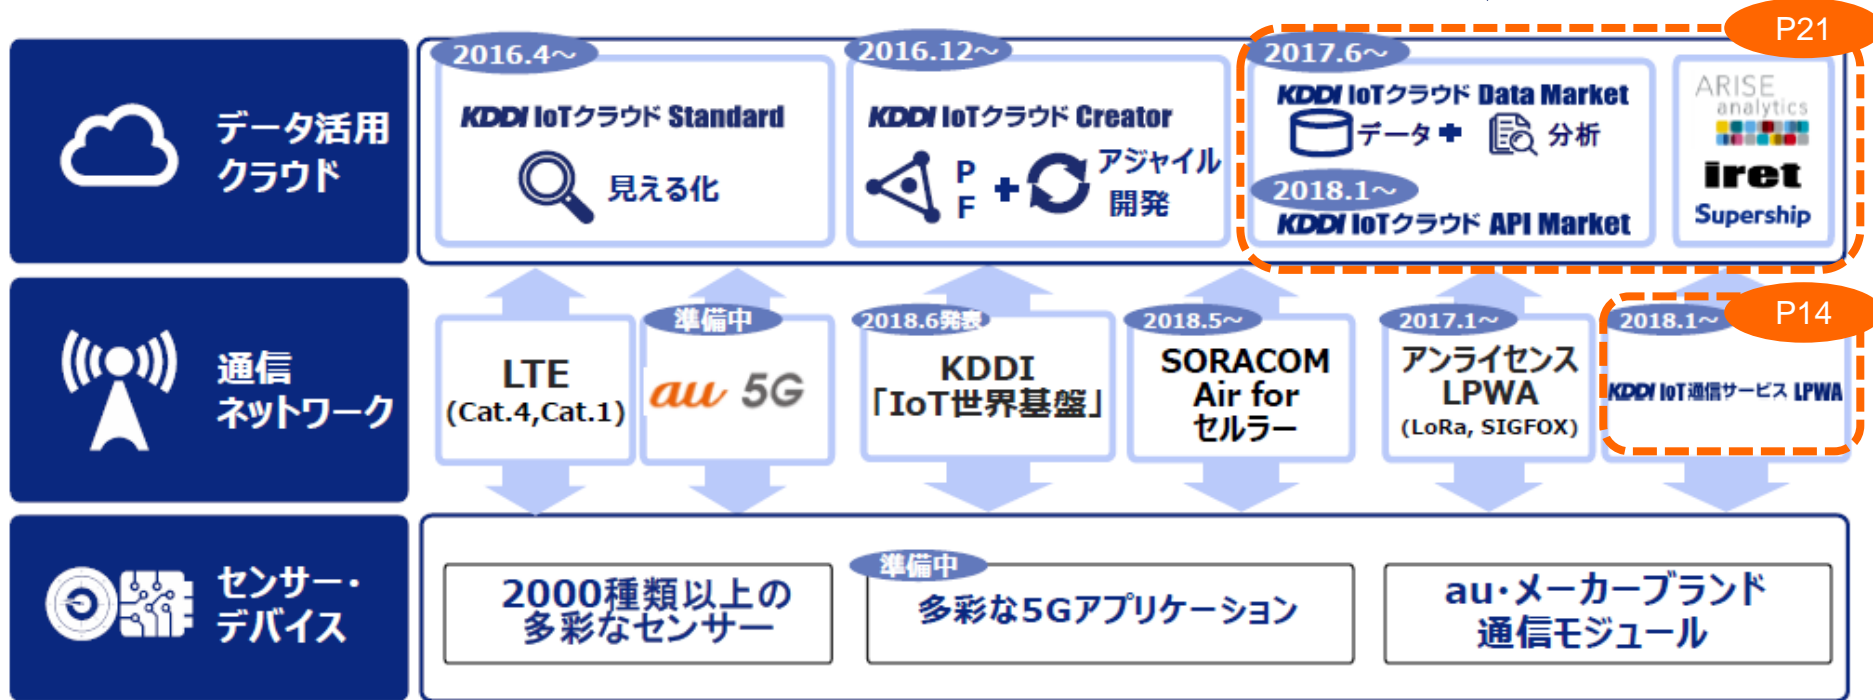 P21
データ活用
クラウド
2016.4～
KDDI IoTクラウド Standard
見える化
2016.12～
KDDI IoTクラウド Creator
P
F
アジャイル
開発
2017.6～
KDDI IoTクラウド Data Market
データ
分析
2018.1～
KDDI IoTクラウド API Market
ARISE
analytics
iret
Supership
通信
ネットワーク
LTE
(Cat.4,Cat.1)
準備中
au 5G
2018.6発表
KDDI
「IoT世界基盤」
2018.5～
SORACOM
Air for
セルラー
2017.1～
アンライセンス
LPWA
(LoRa, SIGFOX)
2018.1～
P14
KDDI IoT通信サービス LPWA
センサー・
デバイス
2000種類以上の
多彩なセンサー
準備中
多彩な5Gアプリケーション
au・メーカーブランド
通信モジュール